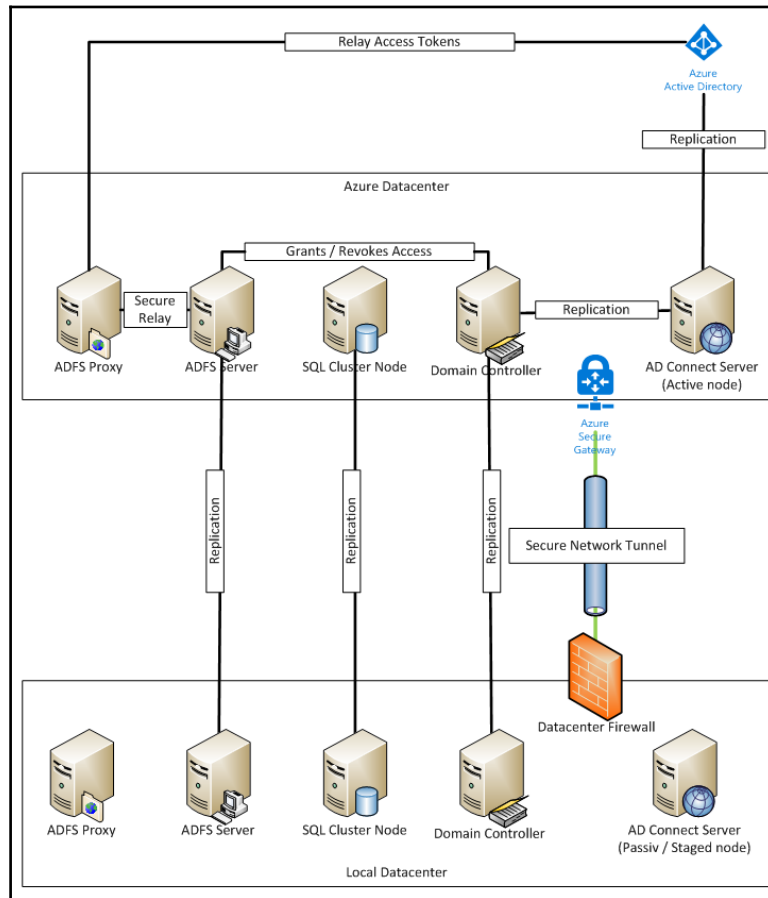 Relay Access Tokens
Azure
Active Directory
Replication
Azure Datacenter
Grants / Revokes Access
Secure
Relay
Replication
ADFS Proxy
ADFS Server
SQL Cluster Node
Domain Controller
AD Connect Server
(Active node)
Azure
Secure
Gateway
Replication
Replication
Replication
Secure Network Tunnel
Datacenter Firewall
ADFS Proxy
ADFS Server
SQL Cluster Node
Domain Controller
AD Connect Server
(Passiv / Staged node)
Local Datacenter